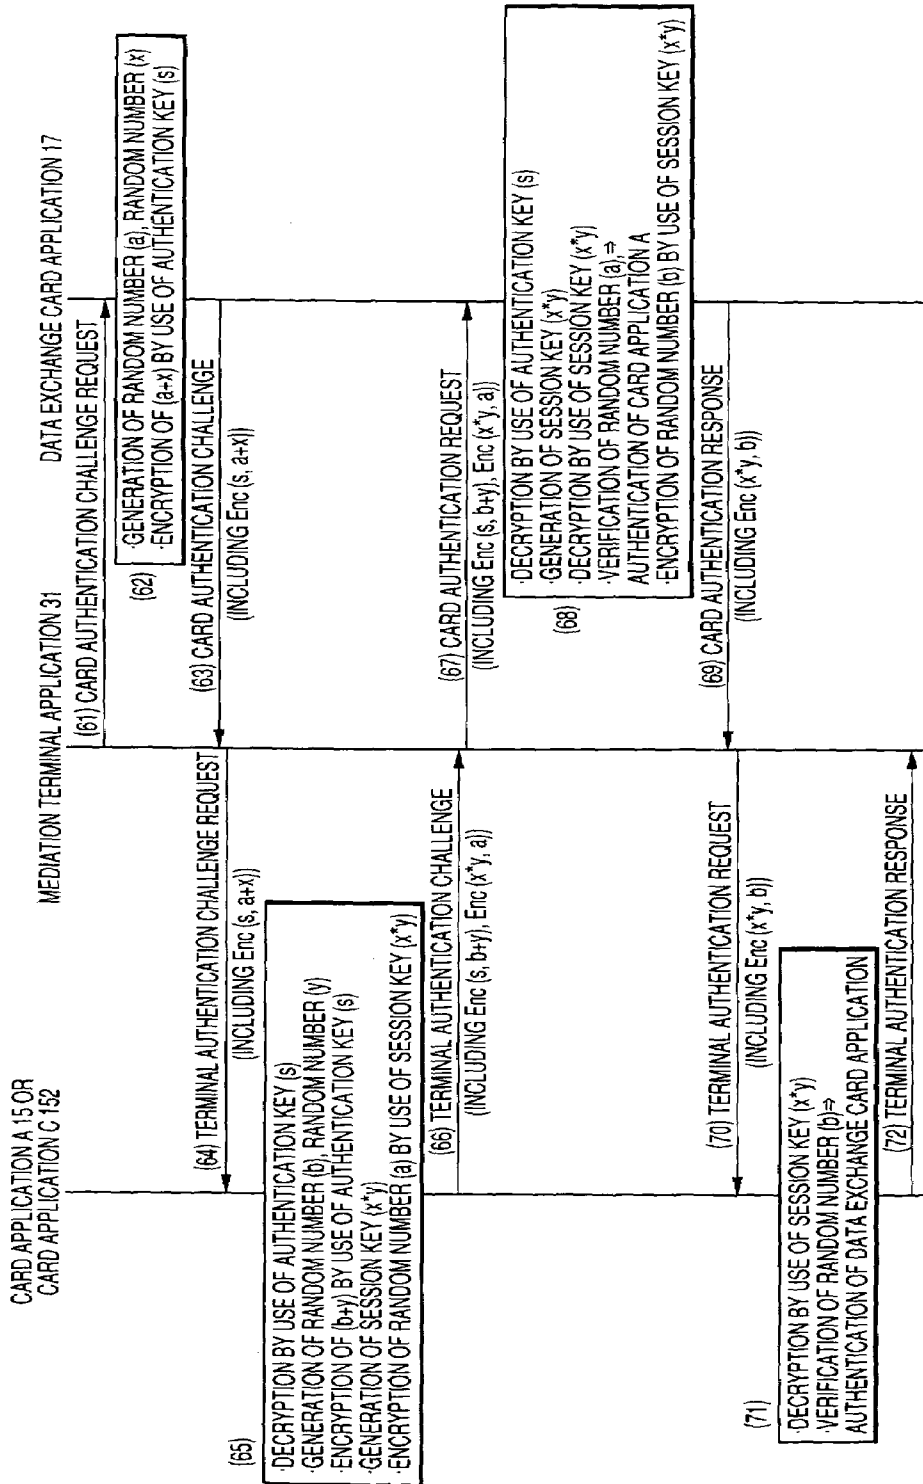 CARD APPLICATION A 15 OR
CARD APPLICATION C 152
MEDIATION TERMINAL APPLICATION 31
DATA EXCHANGE CARD APPLICATION 17
(61) CARD AUTHENTICATION CHALLENGE REQUEST
(62)
·GENERATION OF RANDOM NUMBER (a), RANDOM NUMBER (x)
·ENCRYPTION OF (a+x) BY USE OF AUTHENTICATION KEY (s)
(63) CARD AUTHENTICATION CHALLENGE
(INCLUDING Enc (s, a+x))
(64) TERMINAL AUTHENTICATION CHALLENGE REQUEST
(INCLUDING Enc (s, a+x))
(65)
·DECRYPTION BY USE OF AUTHENTICATION KEY (s)
·GENERATION OF RANDOM NUMBER (b), RANDOM NUMBER (y)
·ENCRYPTION OF (b+y) BY USE OF AUTHENTICATION KEY (s)
·GENERATION OF SESSION KEY (x*y)
·ENCRYPTION OF RANDOM NUMBER (a) BY USE OF SESSION KEY (x*y)
(66) TERMINAL AUTHENTICATION CHALLENGE
(INCLUDING Enc (s, b+y), Enc (x*y, a))
(67) CARD AUTHENTICATION REQUEST
(INCLUDING Enc (s, b+y), Enc (x*y, a))
(68)
·DECRYPTION BY USE OF AUTHENTICATION KEY (s)
·GENERATION OF SESSION KEY (x*y)
·DECRYPTION BY USE OF SESSION KEY (x*y)
·VERIFICATION OF RANDOM NUMBER (a),⇒
AUTHENTICATION OF CARD APPLICATION A
·ENCRYPTION OF RANDOM NUMBER (b) BY USE OF SESSION KEY (x*y)
(69) CARD AUTHENTICATION RESPONSE
(INCLUDING Enc (x*y, b))
(70) TERMINAL AUTHENTICATION REQUEST
(INCLUDING Enc (x*y, b))
(71)
·DECRYPTION BY USE OF SESSION KEY (x*y)
·VERIFICATION OF RANDOM NUMBER (b)⇒
AUTHENTICATION OF DATA EXCHANGE CARD APPLICATION
(72) TERMINAL AUTHENTICATION RESPONSE